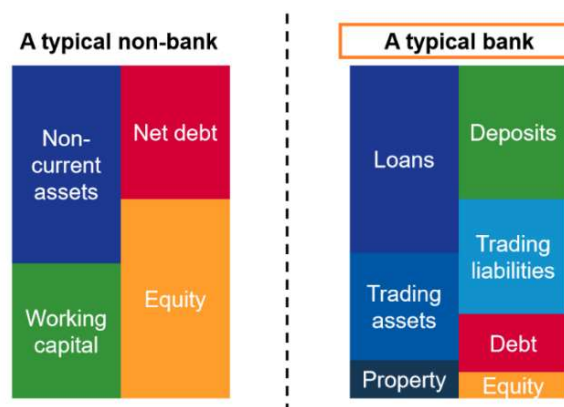 A typical non-bank
Non-
current
assets
Working
capital
Net debt
Equity
A typical bank
Loans
Trading
assets
Property
Deposits
Trading
liabilities
Debt
Equity